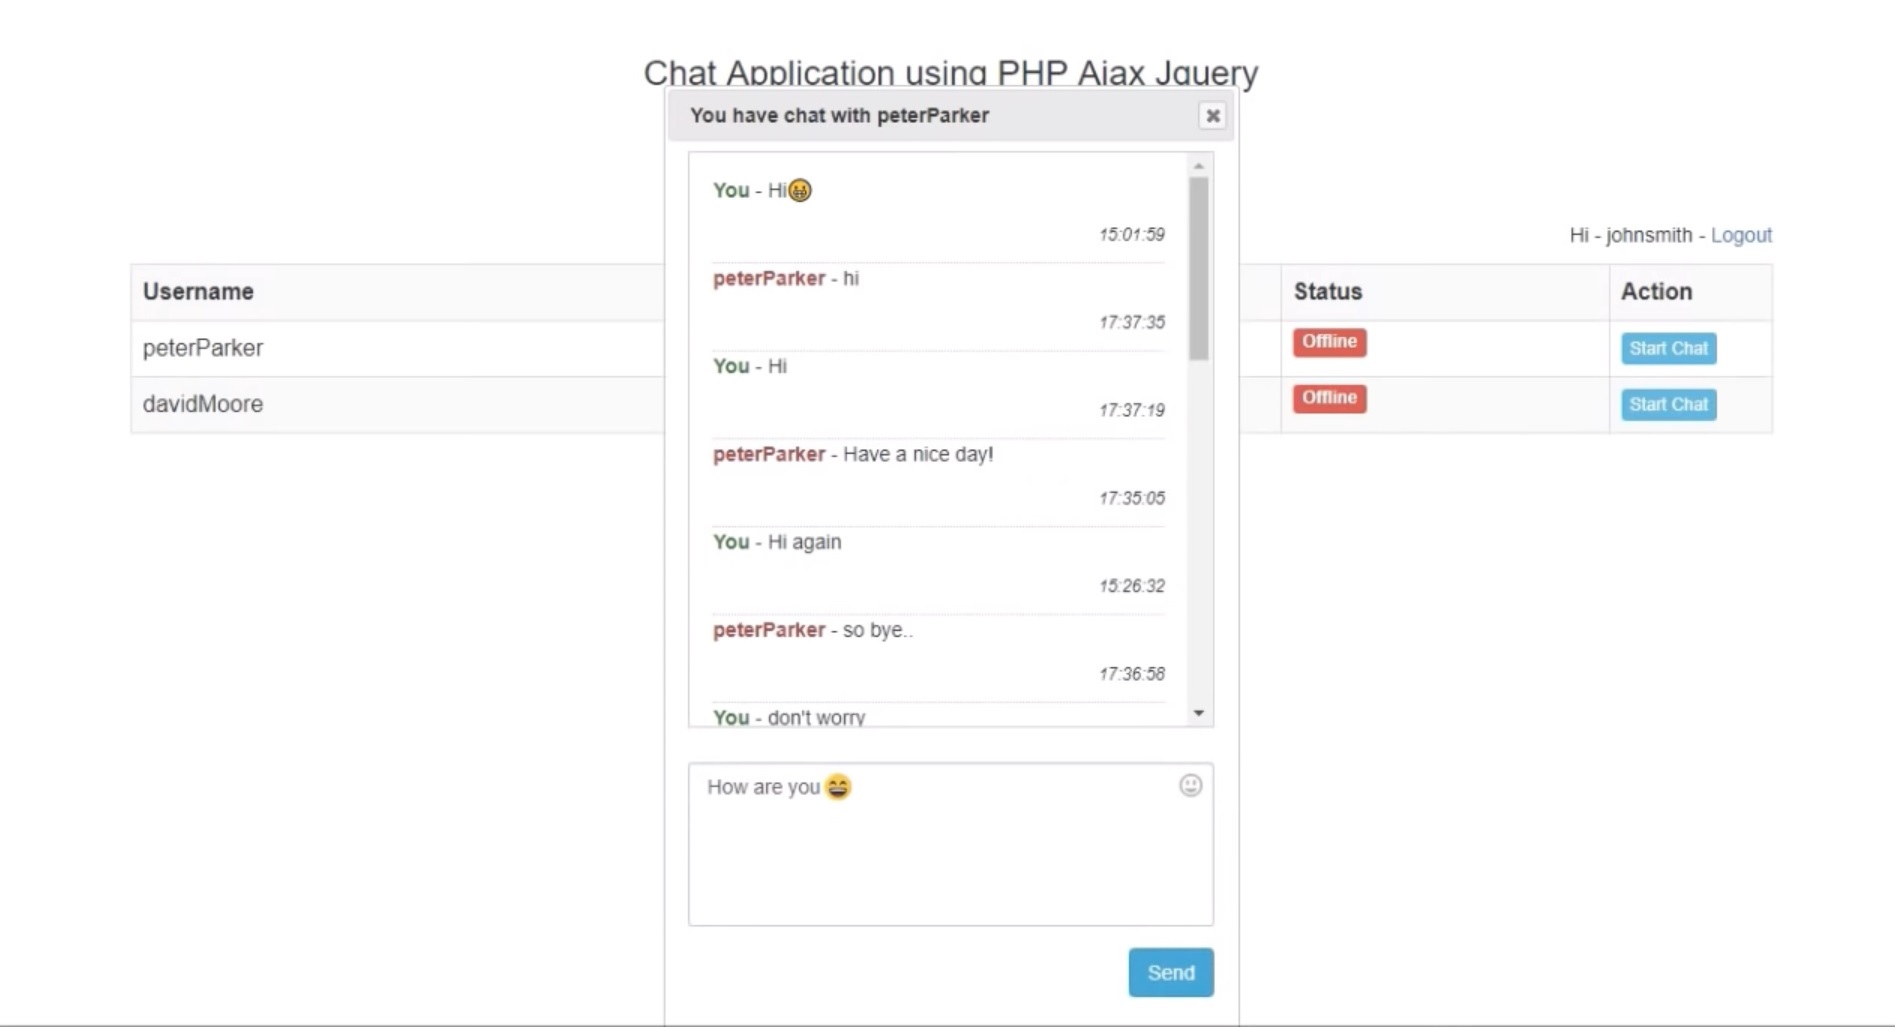 Chat Application using PHP Ajax Jquery
You have chat with peterParker
You - Hi😀
15:01:59
peterParker - hi
17:37:35
You - Hi
17:37:19
peterParker - Have a nice day!
17:35:05
You - Hi again
15:26:32
peterParker - so bye..
17:36:58
You - don't worry
How are you 😄
Send
Hi - johnsmith - Logout
Username Status Action
peterParker Offline Start Chat
davidMoore Offline Start Chat